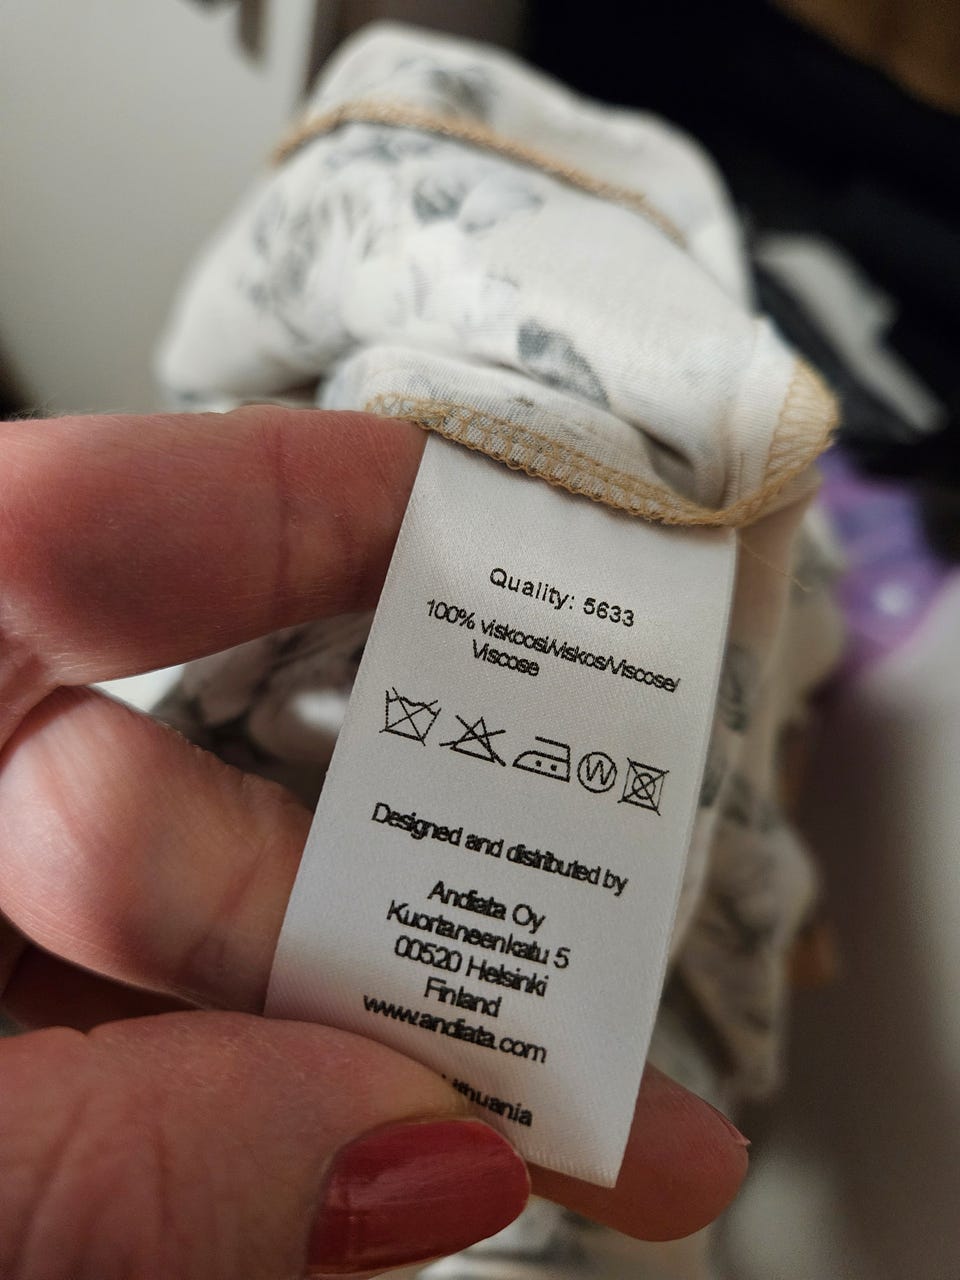 Quality: 5633
100% viskoosi/viskos/Viscose/
Viscose
W
Designed and distributed by
Andiata Oy
Kuortaneenkatu 5
00520 Helsinki
Finland
www.andiata.com
Lithuania